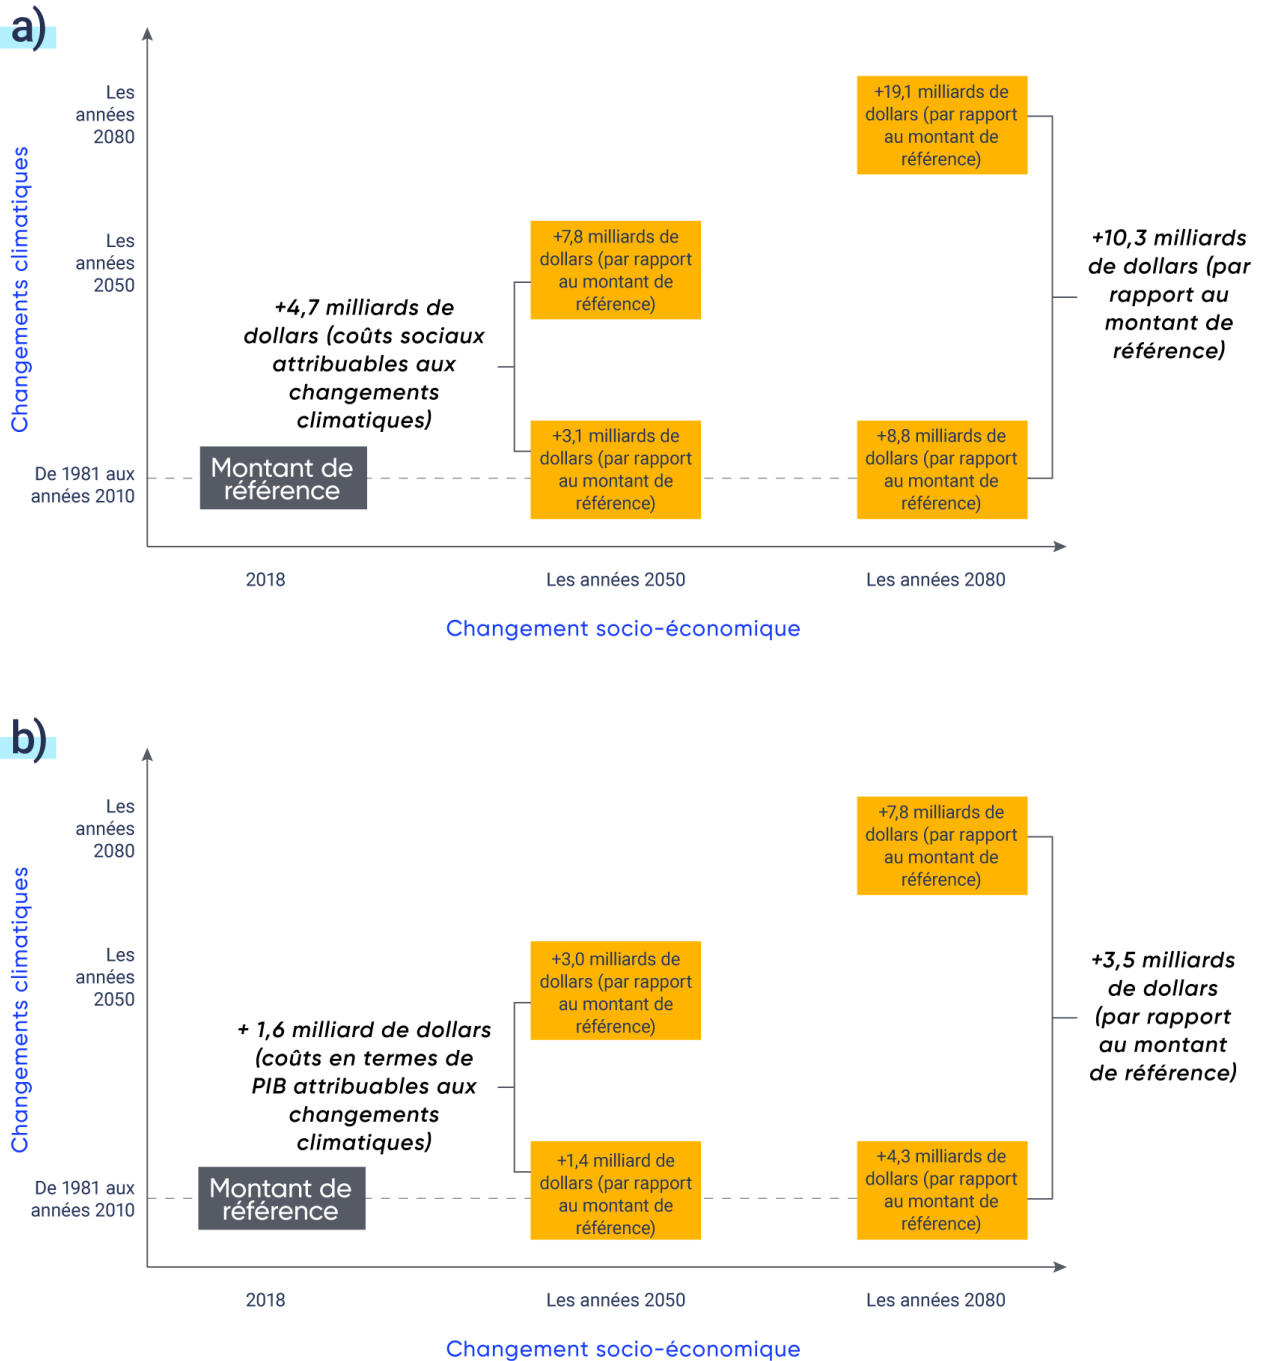 a)
Les
années
2080
+19,1 milliards de
dollars (par rapport
au montant de
référence)
Changements climatiques
Les
années
2050
+7,8 milliards de
dollars (par rapport
au montant de
référence)
+10,3 milliards
de dollars (par
rapport au
montant de
référence)
+4,7 milliards de
dollars (coûts sociaux
attribuables aux
changements
climatiques)
De 1981 aux
années 2010
Montant de
référence
+3,1 milliards de
dollars (par rapport
au montant de
référence)
+8,8 milliards de
dollars (par rapport
au montant de
référence)
2018
Les années 2050
Les années 2080
Changement socio-économique
b)
Les
années
2080
+7,8 milliards de
dollars (par rapport
au montant de
référence)
Changements climatiques
Les
années
2050
+3,0 milliards de
dollars (par rapport
au montant de
référence)
+3,5 milliards
de dollars
(par rapport
au montant
de référence)
+ 1,6 milliard de dollars
(coûts en termes de
PIB attribuables aux
changements
climatiques)
De 1981 aux
années 2010
Montant de
référence
+1,4 milliard de
dollars (par rapport
au montant de
référence)
+4,3 milliards de
dollars (par rapport
au montant de
référence)
2018
Les années 2050
Les années 2080
Changement socio-économique